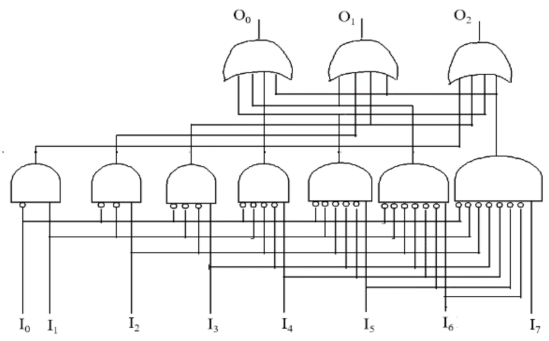 O₀ O₁ O₂
I₀ I₁ I₂ I₃ I₄ I₅ I₆ I₇